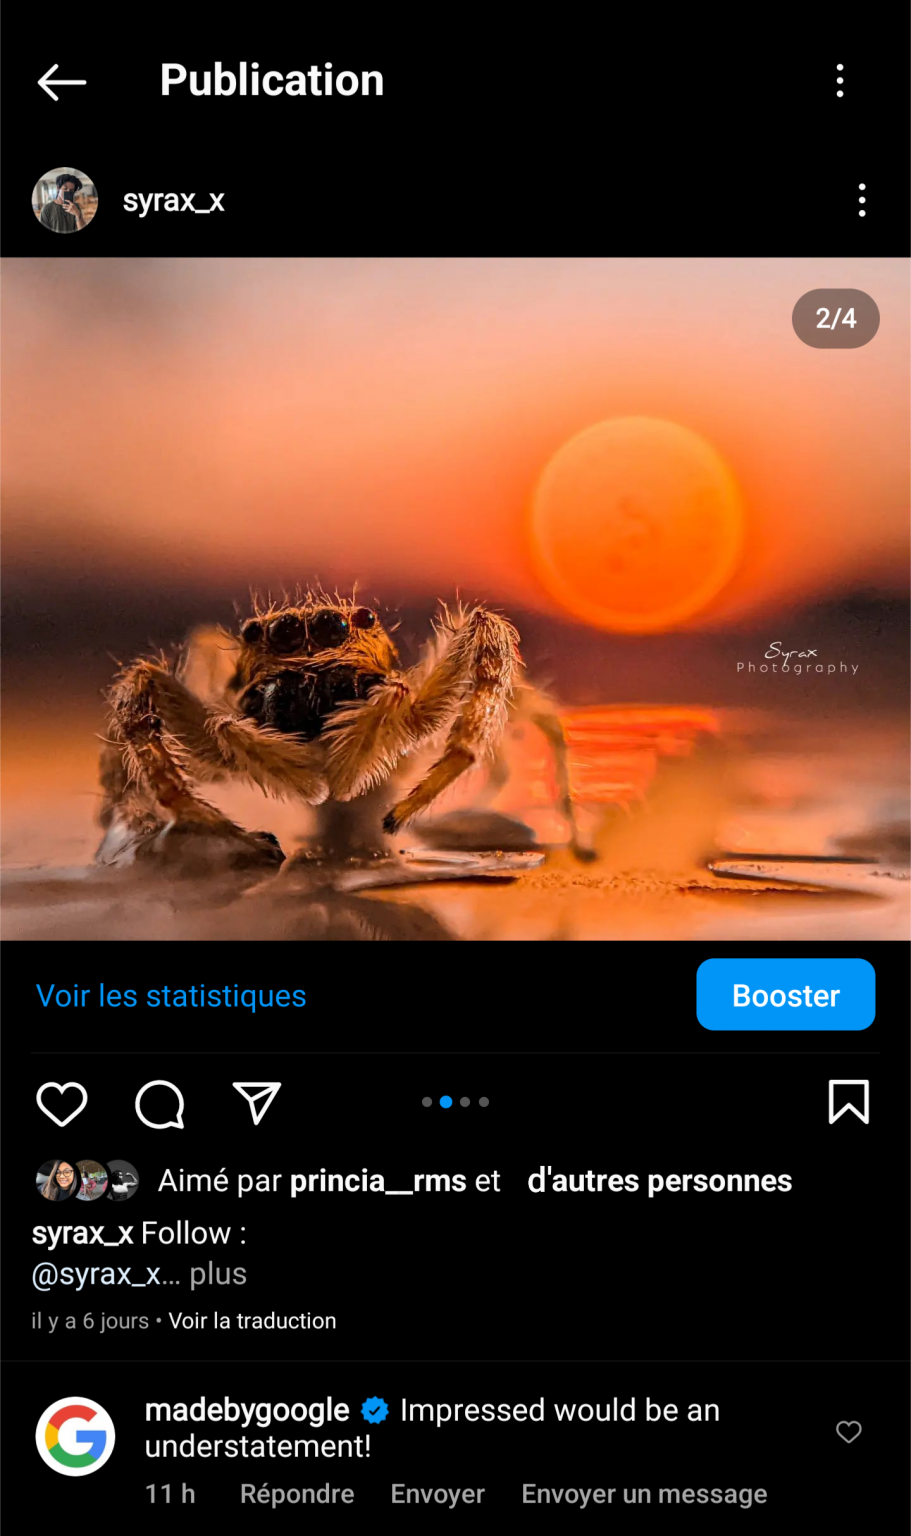 Publication
syrax_x
2/4
Syrax
Photography
Voir les statistiques
Booster
Aimé par princia__rms et d'autres personnes
syrax_x Follow :
@syrax_x... plus
il y a 6 jours • Voir la traduction
madebygoogle Impressed would be an
understatement!
11 h Répondre Envoyer Envoyer un message